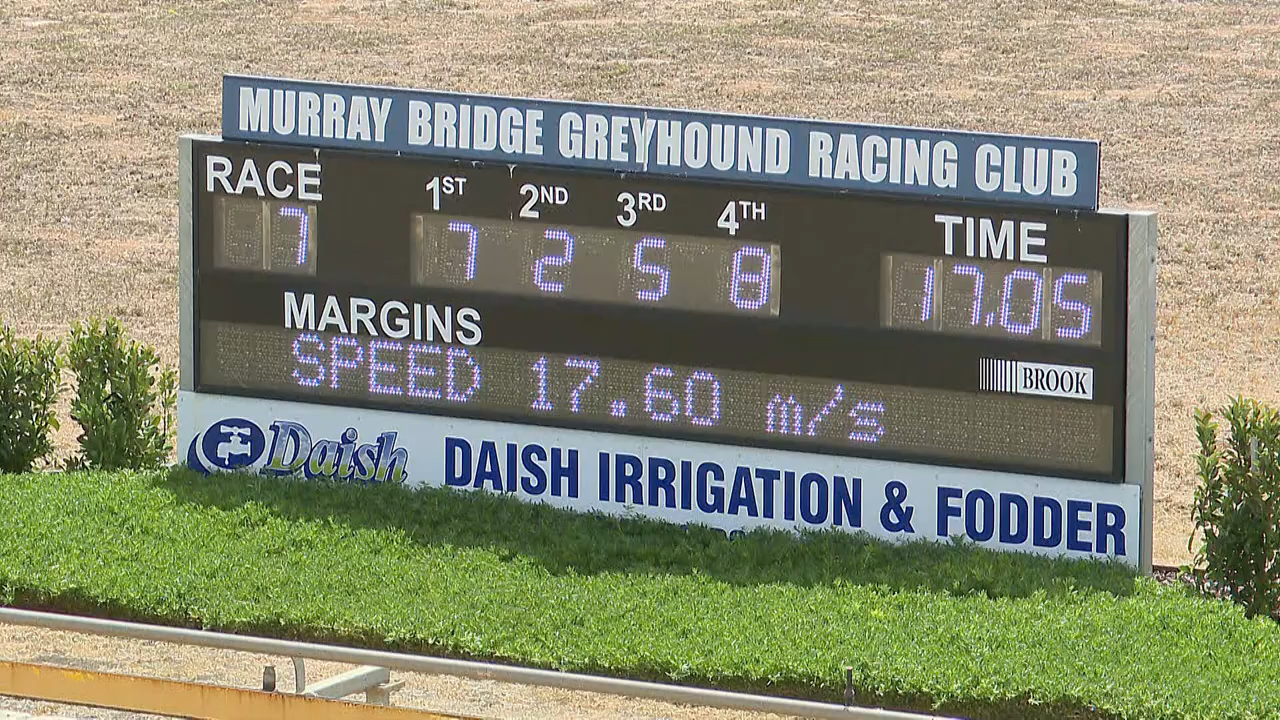 MURRAY BRIDGE GREYHOUND RACING CLUB
RACE 1ST 2ND 3RD 4TH TIME
7 7 2 5 8 17.05
MARGINS
BROOK
SPEED 17.60 m/s
Daish DAISH IRRIGATION & FODDER